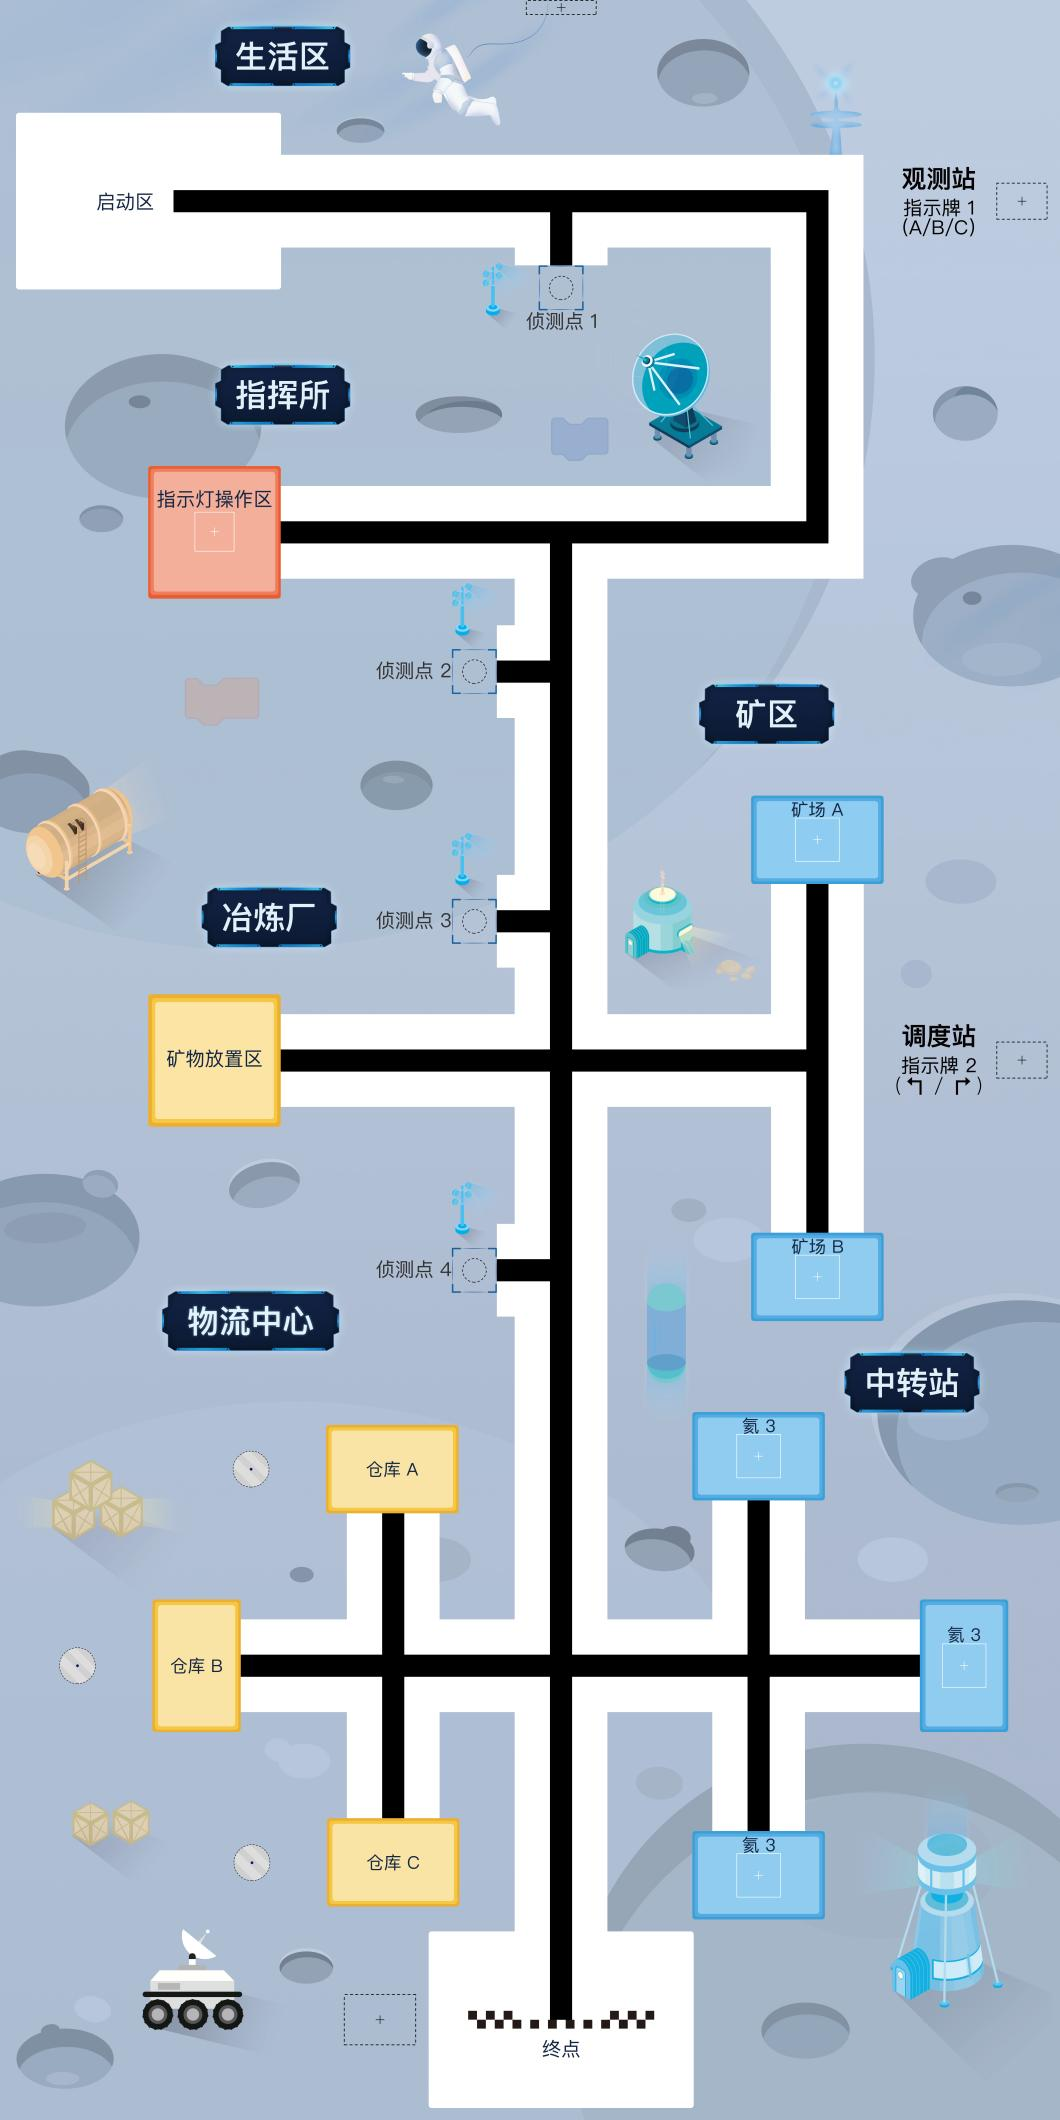 生活区
观测站
指示牌 1
(A/B/C)
启动区
侦测点 1
指挥所
指示灯操作区
侦测点 2
矿区
矿场 A
冶炼厂
侦测点 3
调度站
指示牌 2
( ↰ / ↱ )
矿物放置区
矿场 B
侦测点 4
物流中心
中转站
氦 3
仓库 A
氦 3
仓库 B
氦 3
仓库 C
终点